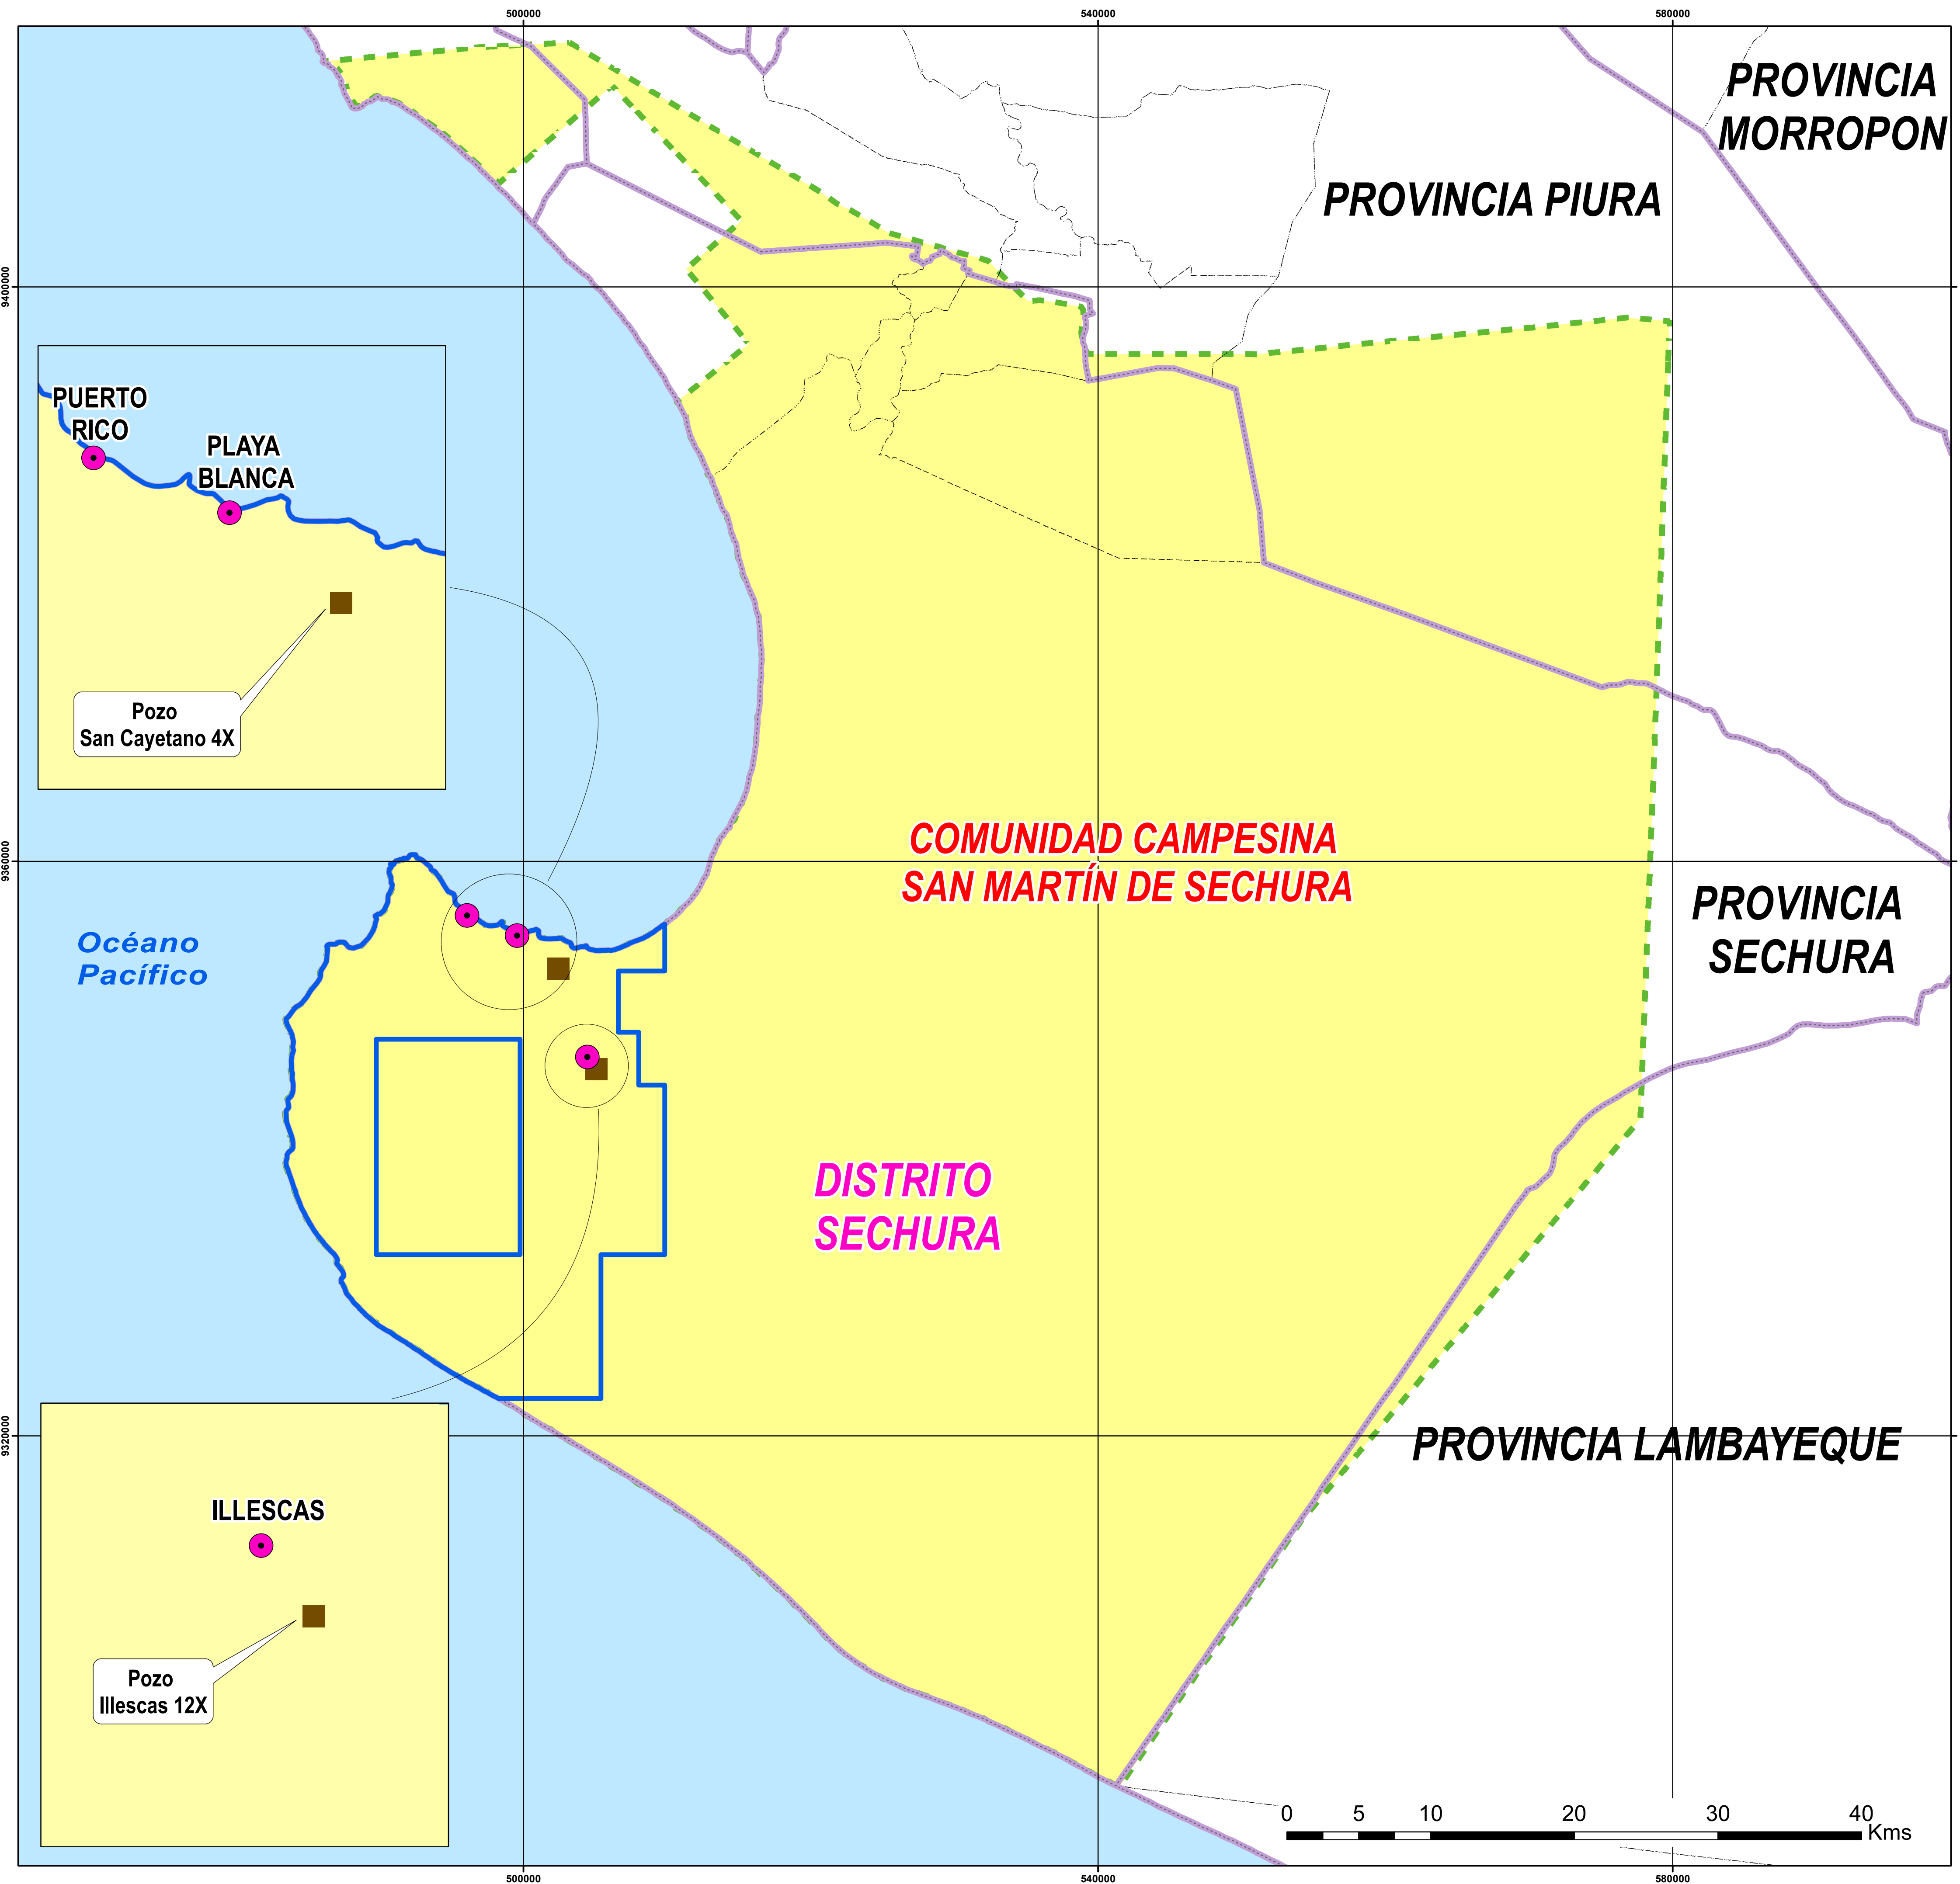 500000
540000
580000
PROVINCIA
MORROPON
PROVINCIA PIURA
9400000
PUERTO
RICO
PLAYA
BLANCA
Pozo
San Cayetano 4X
COMUNIDAD CAMPESINA
SAN MARTÍN DE SECHURA
9360000
PROVINCIA
SECHURA
Océano
Pacífico
DISTRITO
SECHURA
9320000
PROVINCIA LAMBAYEQUE
ILLESCAS
Pozo
Illescas 12X
0 5 10 20 30 40
Kms
500000
540000
580000